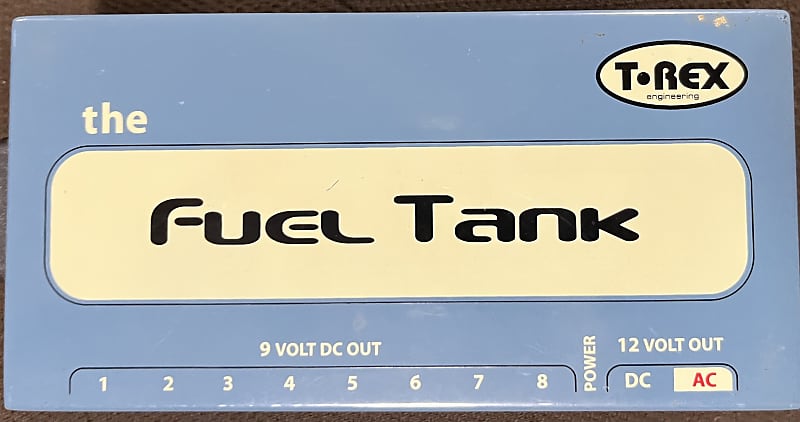 T•REX
engineering
the
Fuel Tank
9 VOLT DC OUT
POWER
12 VOLT OUT
1 2 3 4 5 6 7 8
DC AC